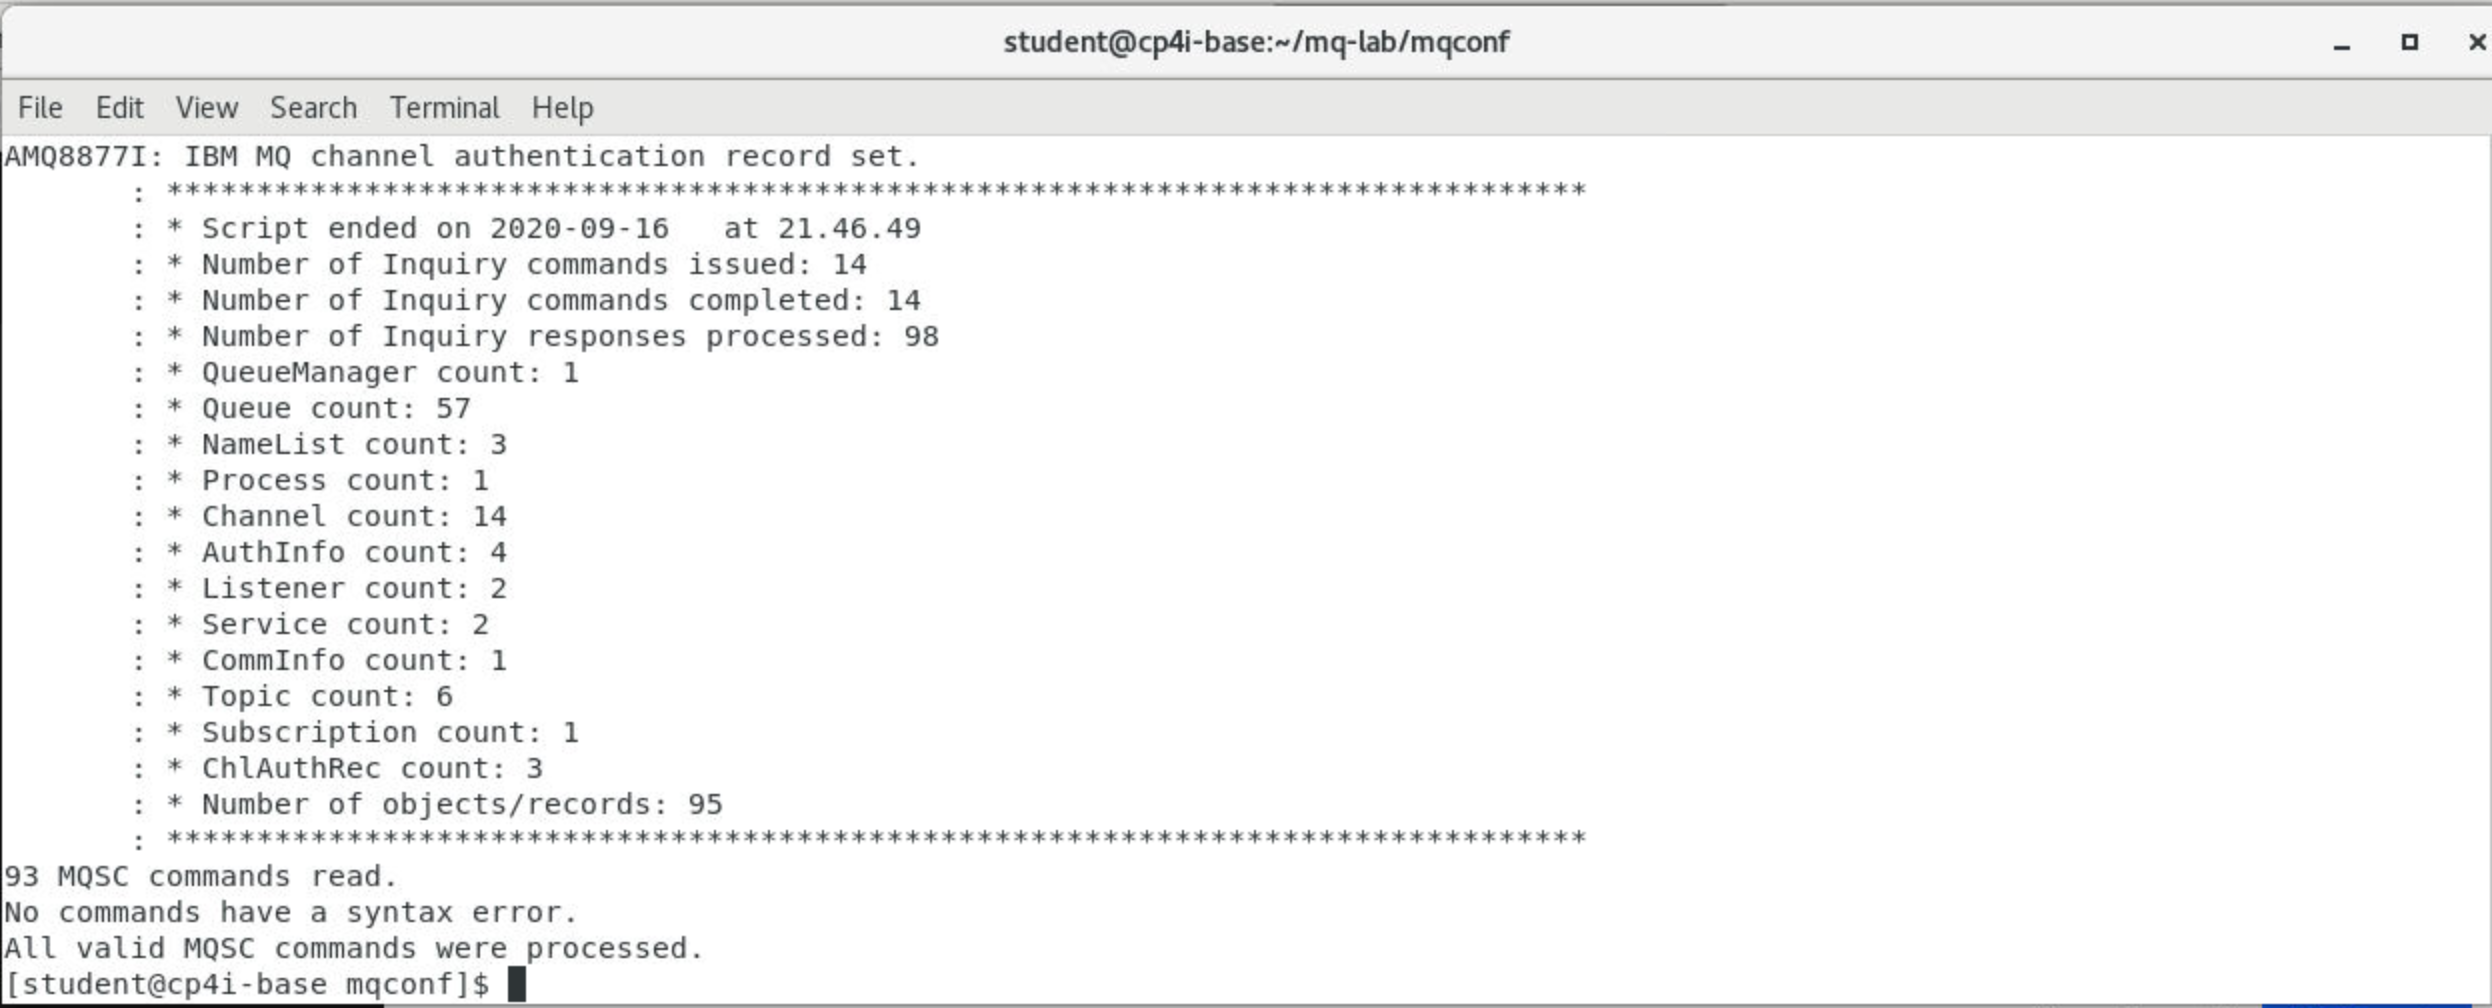 student@cp4i-base:~/mq-lab/mqconf
File Edit View Search Terminal Help
AMQ8877I: IBM MQ channel authentication record set.
: *******************************************************************************
: * Script ended on 2020-09-16   at 21.46.49
: * Number of Inquiry commands issued: 14
: * Number of Inquiry commands completed: 14
: * Number of Inquiry responses processed: 98
: * QueueManager count: 1
: * Queue count: 57
: * NameList count: 3
: * Process count: 1
: * Channel count: 14
: * AuthInfo count: 4
: * Listener count: 2
: * Service count: 2
: * CommInfo count: 1
: * Topic count: 6
: * Subscription count: 1
: * ChlAuthRec count: 3
: * Number of objects/records: 95
: *******************************************************************************
93 MQSC commands read.
No commands have a syntax error.
All valid MQSC commands were processed.
[student@cp4i-base mqconf]$